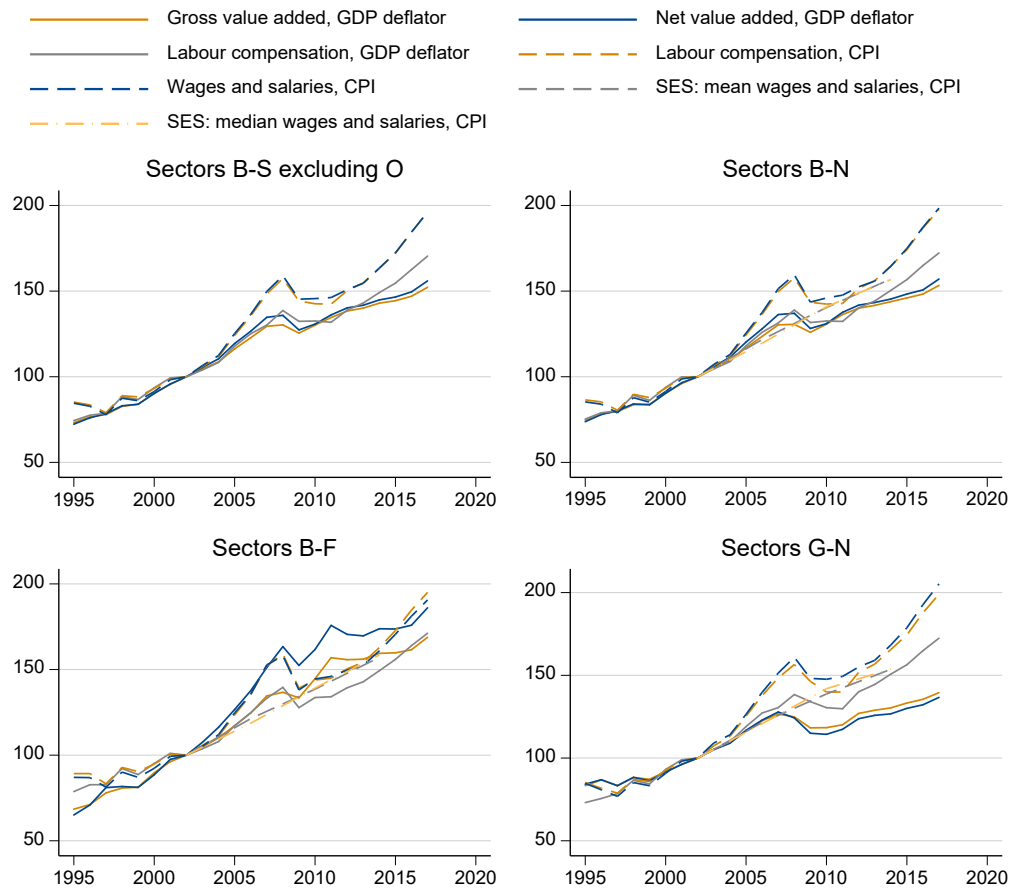 Gross value added, GDP deflator
Net value added, GDP deflator
Labour compensation, GDP deflator
Labour compensation, CPI
Wages and salaries, CPI
SES: mean wages and salaries, CPI
SES: median wages and salaries, CPI
Sectors B-S excluding O
200
150
100
50
1995 2000 2005 2010 2015 2020
Sectors B-N
200
150
100
50
1995 2000 2005 2010 2015 2020
Sectors B-F
200
150
100
50
1995 2000 2005 2010 2015 2020
Sectors G-N
200
150
100
50
1995 2000 2005 2010 2015 2020